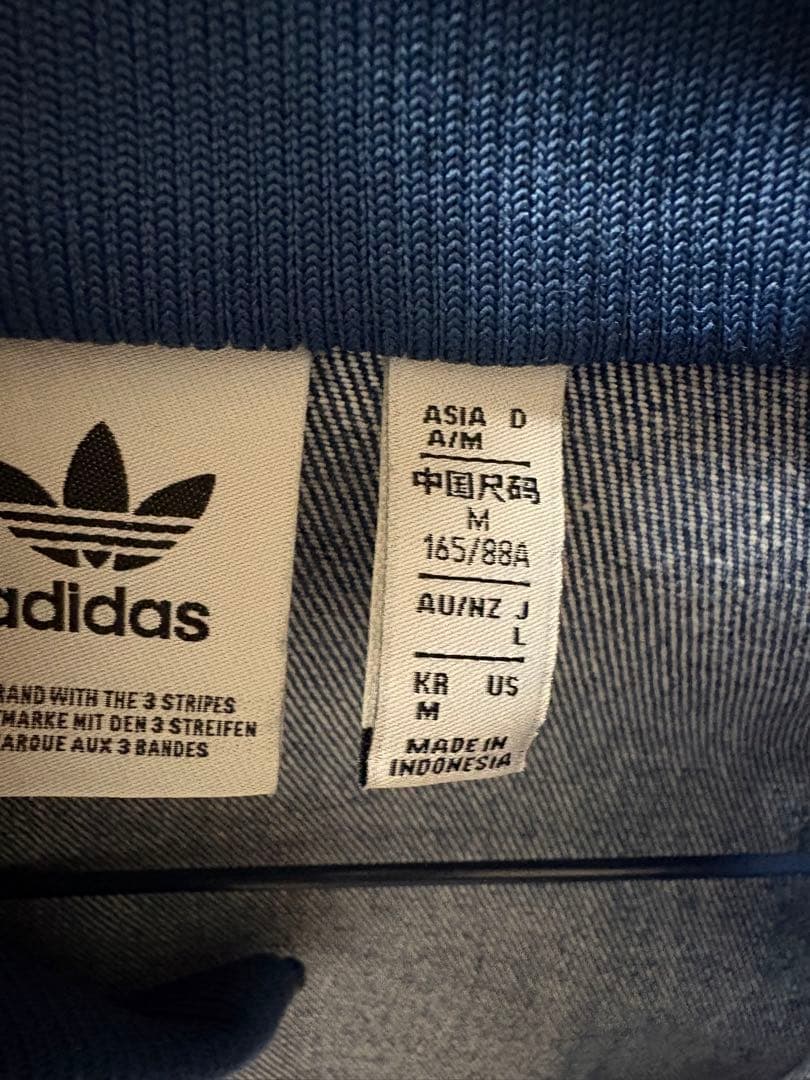 adidas
RAND WITH THE 3 STRIPES
MARKE MIT DEN 3 STREIFEN
ARQUE AUX 3 BANDES
ASIA D
A/M
中国尺码
M
165/88A
AU/NZ J
L
KR US
M
MADE IN
INDONESIA